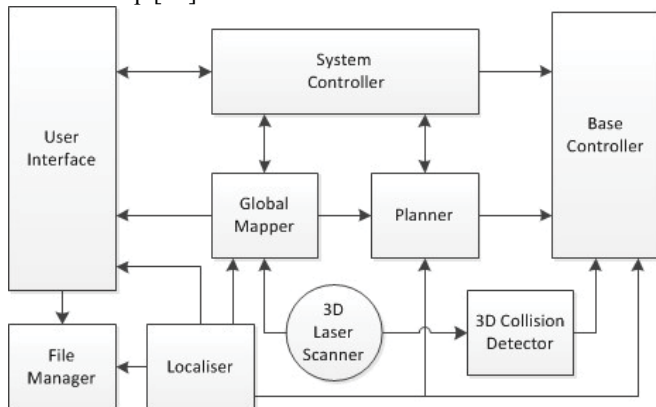 System
Controller
User
Interface
Base
Controller
Global
Mapper
Planner
3D
Laser
Scanner
3D Collision
Detector
File
Manager
Localiser